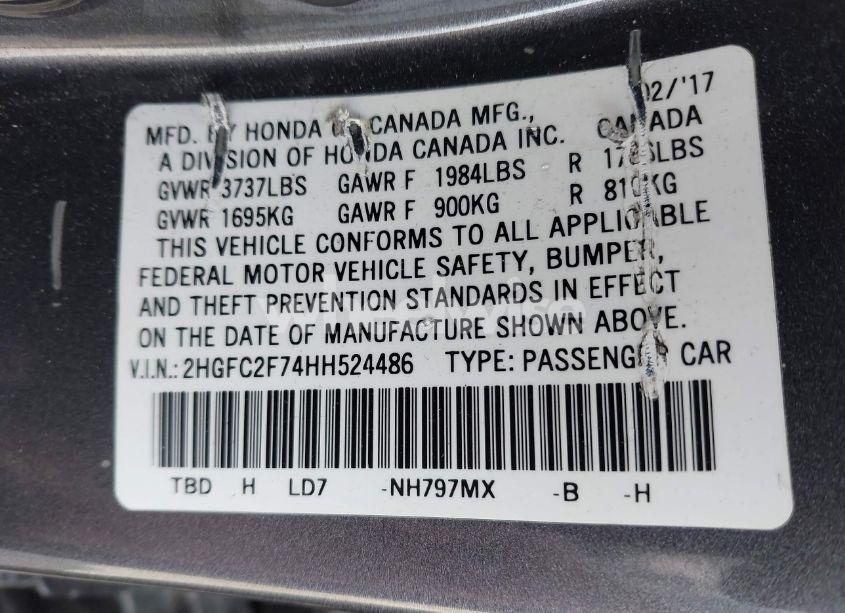 02/'17
MFD. BY HONDA OF CANADA MFG., CANADA
A DIVISION OF HONDA CANADA INC.
GVWR 3737LBS GAWR F 1984LBS R LBS
GVWR 1695KG GAWR F 900KG R 810KG
THIS VEHICLE CONFORMS TO ALL APPLICABLE
FEDERAL MOTOR VEHICLE SAFETY, BUMPER,
AND THEFT PREVENTION STANDARDS IN EFFECT
ON THE DATE OF MANUFACTURE SHOWN ABOVE.
V.I.N.: 2HGFC2F74HH524486 TYPE: PASSENGER CAR
TBD H LD7 -NH797MX -B -H